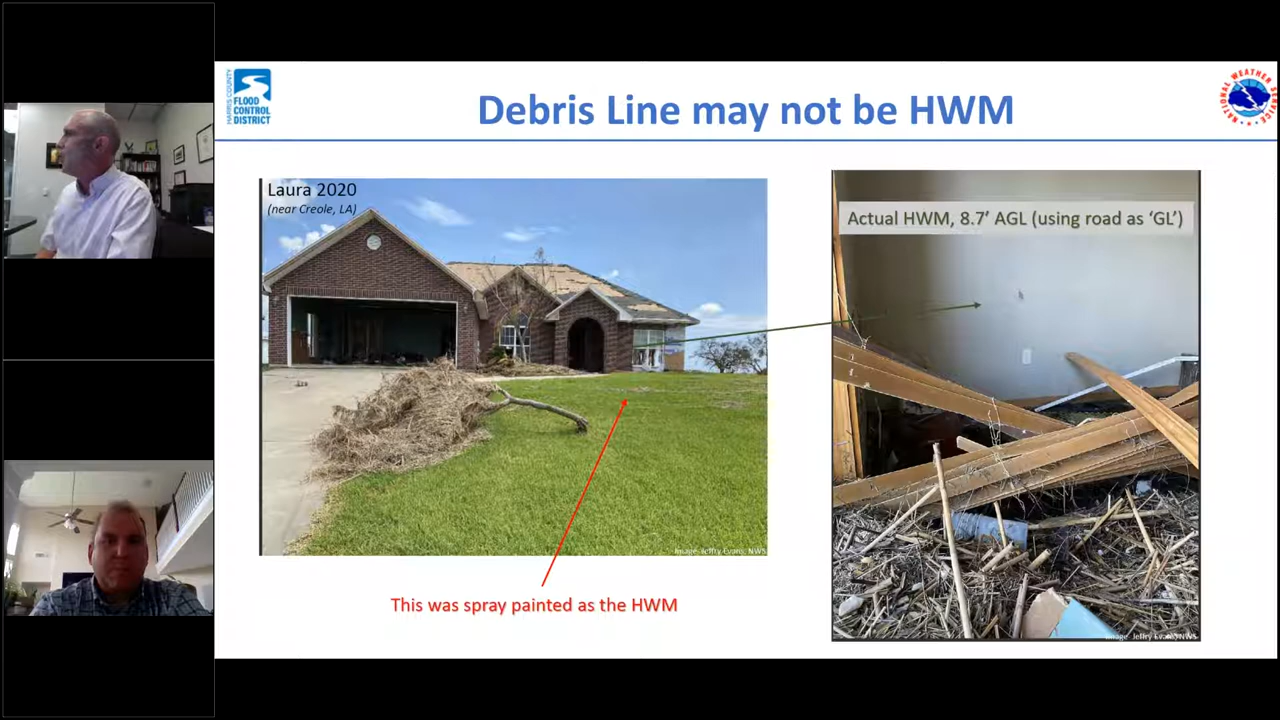 HARRIS COUNTY
FLOOD
CONTROL
DISTRICT
Debris Line may not be HWM
NATIONAL WEATHER SERVICE
Laura 2020
(near Creole, LA)
Actual HWM, 8.7’ AGL (using road as ‘GL’)
Image Jeffry Evans, NWS
This was spray painted as the HWM
Image Jeffry Evans, NWS